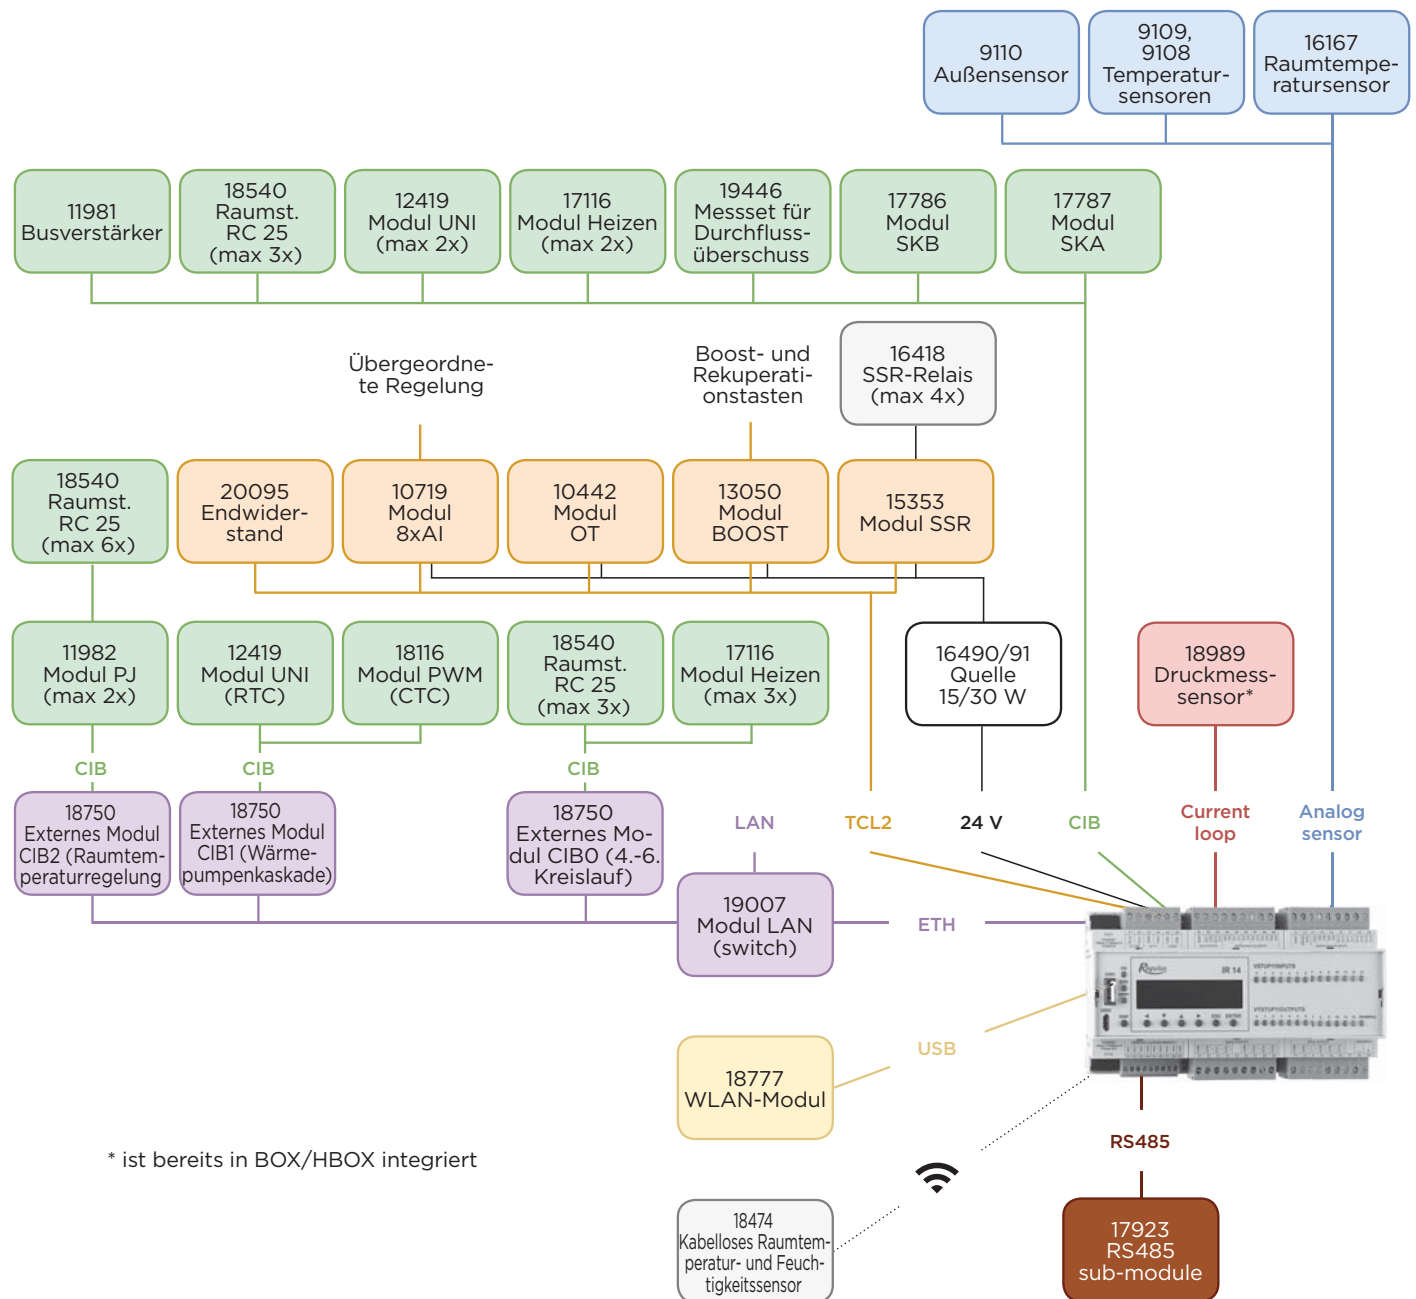 9110
Außensensor
9109,
9108
Temperatur-
sensoren
16167
Raumtempe-
ratursensor
11981
Busverstärker
18540
Raumst.
RC 25
(max 3x)
12419
Modul UNI
(max 2x)
17116
Modul Heizen
(max 2x)
19446
Messset für
Durchfluss-
überschuss
17786
Modul
SKB
17787
Modul
SKA
Übergeordne-
te Regelung
Boost- und
Rekuperati-
onstasten
16418
SSR-Relais
(max 4x)
18540
Raumst.
RC 25
(max 6x)
20095
Endwider-
stand
10719
Modul
8xAI
10442
Modul
OT
13050
Modul
BOOST
15353
Modul SSR
11982
Modul PJ
(max 2x)
12419
Modul UNI
(RTC)
18116
Modul PWM
(CTC)
18540
Raumst.
RC 25
(max 3x)
17116
Modul Heizen
(max 3x)
16490/91
Quelle
15/30 W
18989
Druckmess-
sensor*
CIB
CIB
CIB
18750
Externes Modul
CIB2 (Raumtem-
peraturregelung
18750
Externes Modul
CIB1 (Wärme-
pumpenkaskade)
18750
Externes Mo-
dul CIB0 (4.-6.
Kreislauf)
LAN
TCL2
24 V
CIB
Current
loop
Analog
sensor
19007
Modul LAN
(switch)
ETH
Regulus
IR 14
VSTUPY/INPUTS
VÝSTUPY/OUTPUTS
18777
WLAN-Modul
USB
RS485
* ist bereits in BOX/HBOX integriert
18474
Kabelloses Raumtem-
peratur- und Feuch-
tigkeitssensor
17923
RS485
sub-module